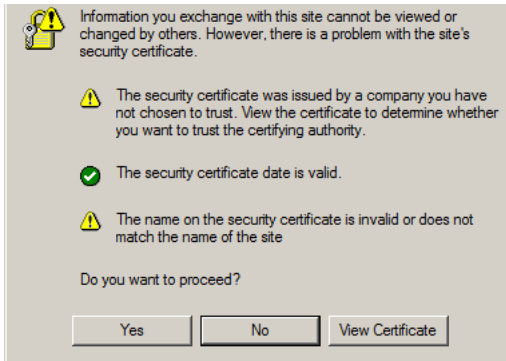 Information you exchange with this site cannot be viewed or
changed by others. However, there is a problem with the site's
security certificate.
The security certificate was issued by a company you have
not chosen to trust. View the certificate to determine whether
you want to trust the certifying authority.
The security certificate date is valid.
The name on the security certificate is invalid or does not
match the name of the site
Do you want to proceed?
Yes No View Certificate